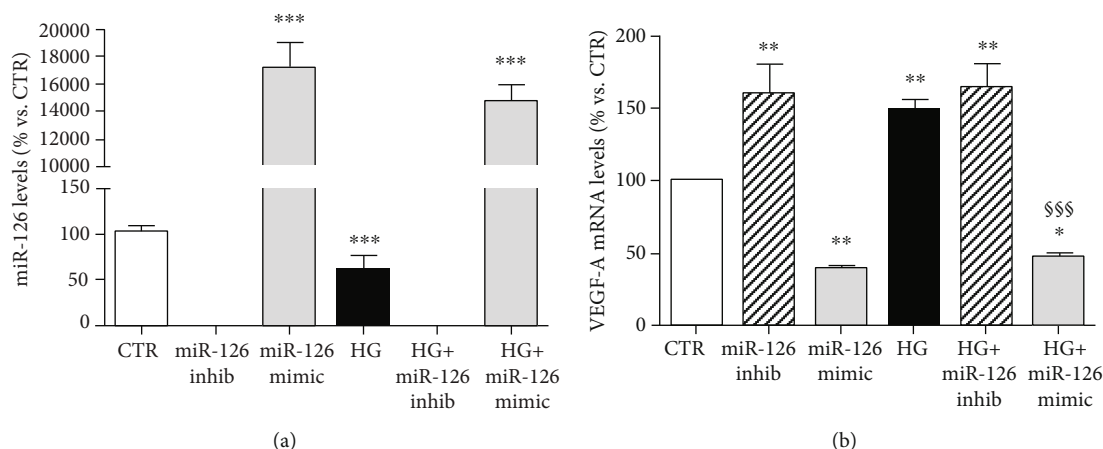 miR-126 levels (% vs. CTR)
20000
18000
16000
14000
12000
10000
150
100
50
0
***
***
***
CTR
miR-126
inhib
miR-126
mimic
HG
HG+
miR-126
inhib
HG+
miR-126
mimic
(a)
VEGF-A mRNA levels (% vs. CTR)
200
150
100
50
0
**
**
**
**
§§§
*
CTR
miR-126
inhib
miR-126
mimic
HG
HG+
miR-126
inhib
HG+
miR-126
mimic
(b)